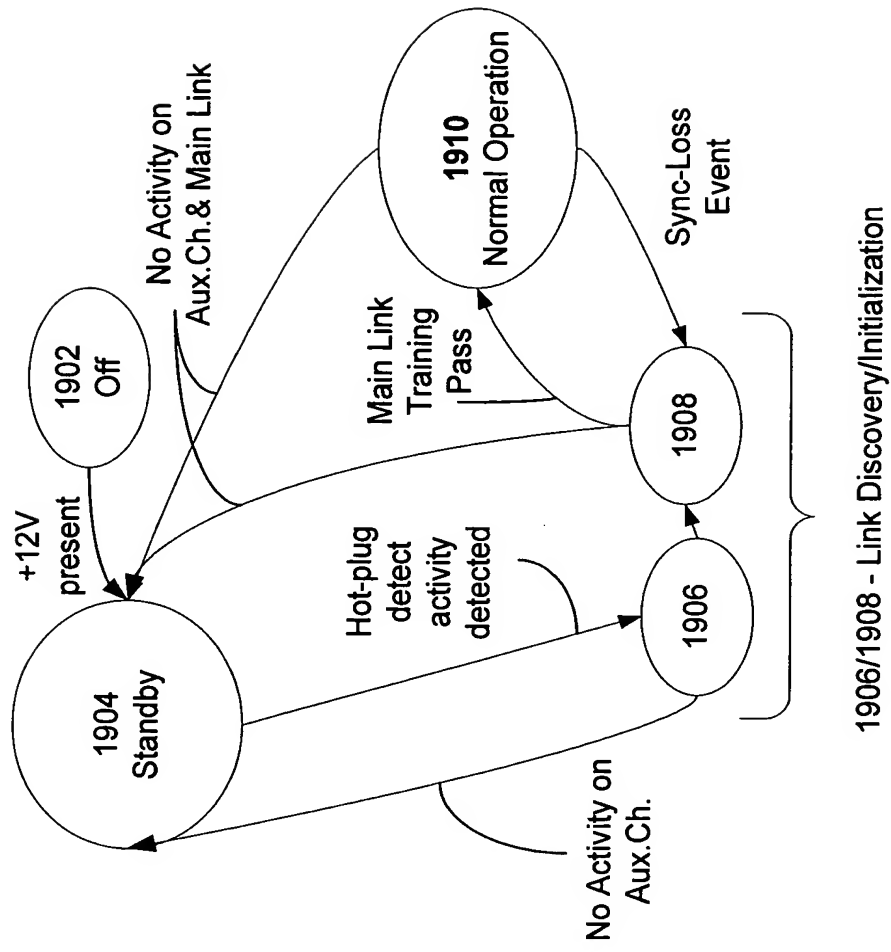 1902
Off
+12V
present
No Activity on
Aux.Ch.& Main Link
1904
Standby
Hot-plug
detect
activity
detected
Main Link
Training
Pass
1910
Normal Operation
No Activity on
Aux.Ch.
1906
1908
Sync-Loss
Event
1906/1908 - Link Discovery/Initialization